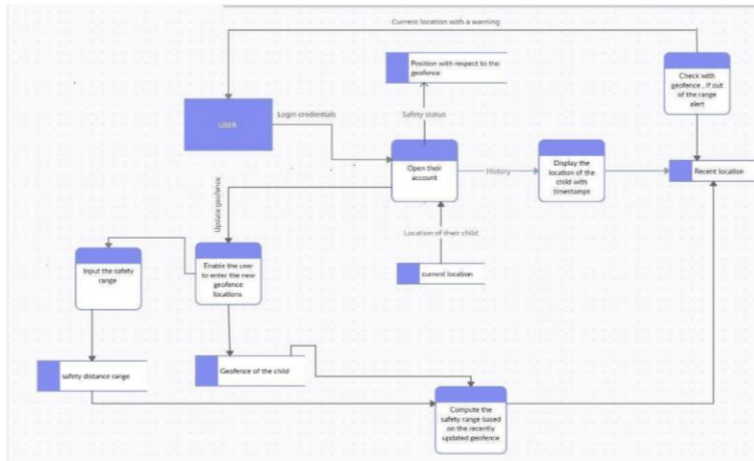 Current location with a warning
Position with respect to the
geofence
Check with
geofence , if out
of the range
alert
USER
Login credentials
Safety status
Open their
account
History
Display the
location of the
child with
timestamps
Recent location
Update geofence
Location of their child
Input the safety
range
Enable the user
to enter the new
geofence
locations
current location
safety distance range
Geofence of the child
Compute the
safety range based
on the recently
updated geofence